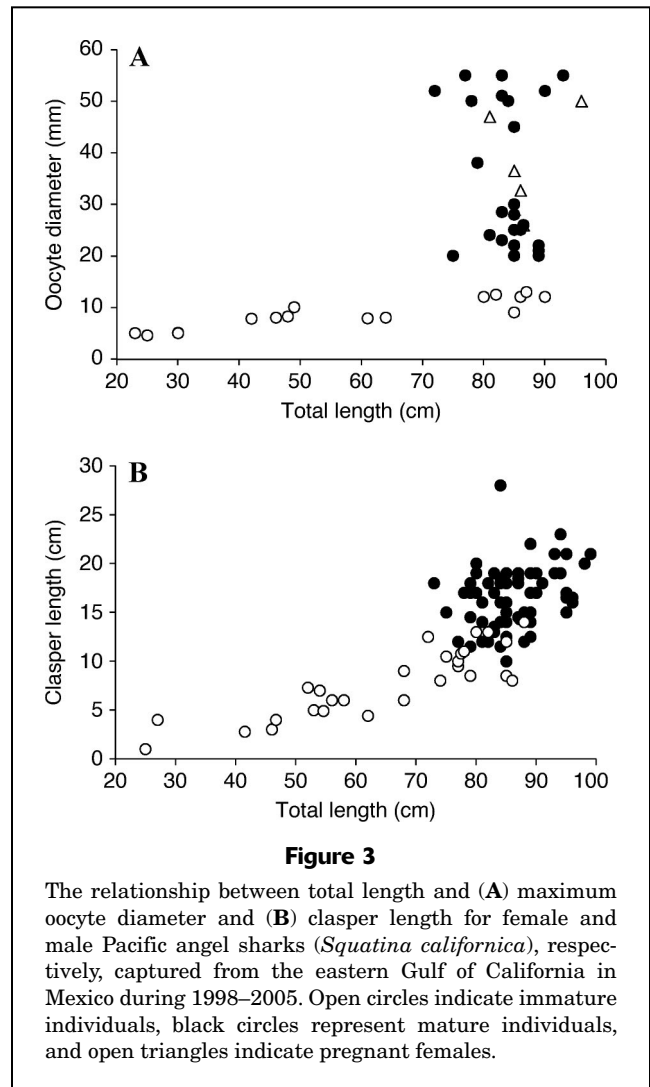 A
60
50
40
30
20
10
0
Oocyte diameter (mm)
20 30 40 50 60 70 80 90 100
Total length (cm)
B
30
25
20
15
10
5
0
Clasper length (cm)
20 30 40 50 60 70 80 90 100
Total length (cm)
Figure 3
The relationship between total length and (A) maximum
oocyte diameter and (B) clasper length for female and
male Pacific angel sharks (Squatina californica), respec-
tively, captured from the eastern Gulf of California in
Mexico during 1998–2005. Open circles indicate immature
individuals, black circles represent mature individuals,
and open triangles indicate pregnant females.